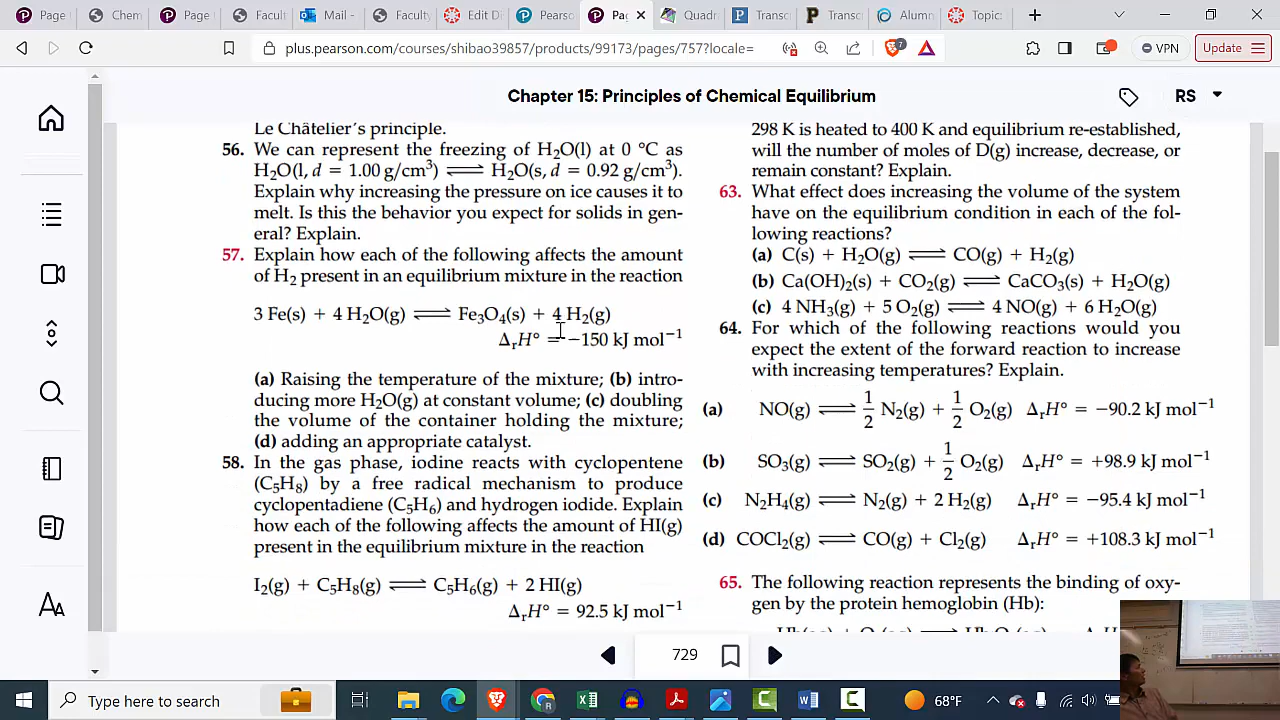 Page t
Chem
Page t
Facult
Mail -
Faculty
Edit Di
Pearso
Pag
Quadr
Transc
Transc
Alumn
Topic:
plus.pearson.com/courses/shibao39857/products/99173/pages/757?locale=
7
VPN
Update
Chapter 15: Principles of Chemical Equilibrium
RS
Le Châtelier's principle.
56. We can represent the freezing of H₂O(l) at 0 °C as
H₂O(l, d = 1.00 g/cm³) ⇌ H₂O(s, d = 0.92 g/cm³).
Explain why increasing the pressure on ice causes it to
melt. Is this the behavior you expect for solids in gen-
eral? Explain.
57. Explain how each of the following affects the amount
of H₂ present in an equilibrium mixture in the reaction
3 Fe(s) + 4 H₂O(g) ⇌ Fe₃O₄(s) + 4 H₂(g)
ΔᵣH° = −150 kJ mol⁻¹
(a) Raising the temperature of the mixture; (b) intro-
ducing more H₂O(g) at constant volume; (c) doubling
the volume of the container holding the mixture;
(d) adding an appropriate catalyst.
58. In the gas phase, iodine reacts with cyclopentene
(C₅H₈) by a free radical mechanism to produce
cyclopentadiene (C₅H₆) and hydrogen iodide. Explain
how each of the following affects the amount of HI(g)
present in the equilibrium mixture in the reaction
I₂(g) + C₅H₈(g) ⇌ C₅H₆(g) + 2 HI(g)
ΔᵣH° = 92.5 kJ mol⁻¹
298 K is heated to 400 K and equilibrium re-established,
will the number of moles of D(g) increase, decrease, or
remain constant? Explain.
63. What effect does increasing the volume of the system
have on the equilibrium condition in each of the fol-
lowing reactions?
(a) C(s) + H₂O(g) ⇌ CO(g) + H₂(g)
(b) Ca(OH)₂(s) + CO₂(g) ⇌ CaCO₃(s) + H₂O(g)
(c) 4 NH₃(g) + 5 O₂(g) ⇌ 4 NO(g) + 6 H₂O(g)
64. For which of the following reactions would you
expect the extent of the forward reaction to increase
with increasing temperatures? Explain.
(a) NO(g) ⇌ 1/2 N₂(g) + 1/2 O₂(g) ΔᵣH° = −90.2 kJ mol⁻¹
(b) SO₃(g) ⇌ SO₂(g) + 1/2 O₂(g) ΔᵣH° = +98.9 kJ mol⁻¹
(c) N₂H₄(g) ⇌ N₂(g) + 2 H₂(g) ΔᵣH° = −95.4 kJ mol⁻¹
(d) COCl₂(g) ⇌ CO(g) + Cl₂(g) ΔᵣH° = +108.3 kJ mol⁻¹
65. The following reaction represents the binding of oxy-
gen by the protein hemoglobin (Hb):
729
Type here to search
68°F